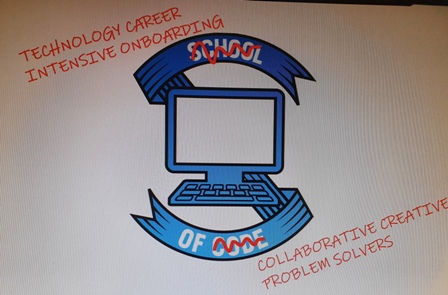 TECHNOLOGY CAREER
INTENSIVE ONBOARDING
SCHOOL
OF CODE
COLLABORATIVE CREATIVE
PROBLEM SOLVERS